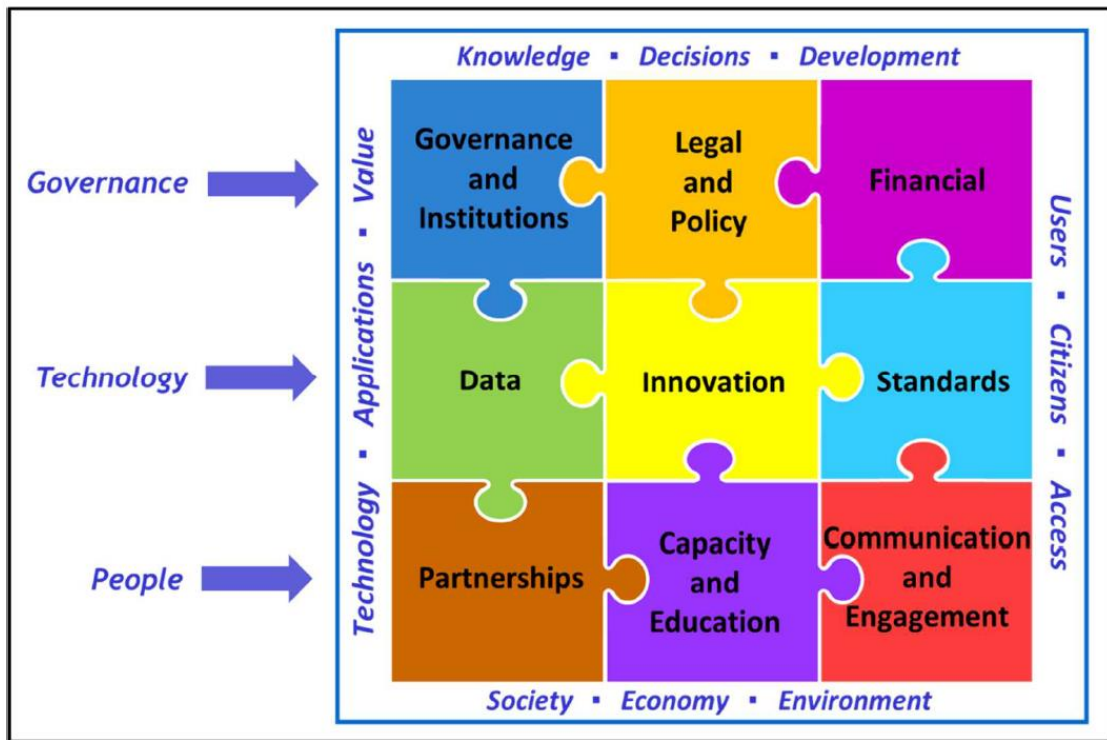 Knowledge ▪ Decisions ▪ Development
Governance
Technology
People
Technology ▪ Applications ▪ Value
Governance
and
Institutions
Legal
and
Policy
Financial
Data
Innovation
Standards
Partnerships
Capacity
and
Education
Communication
and
Engagement
Users ▪ Citizens ▪ Access
Society ▪ Economy ▪ Environment